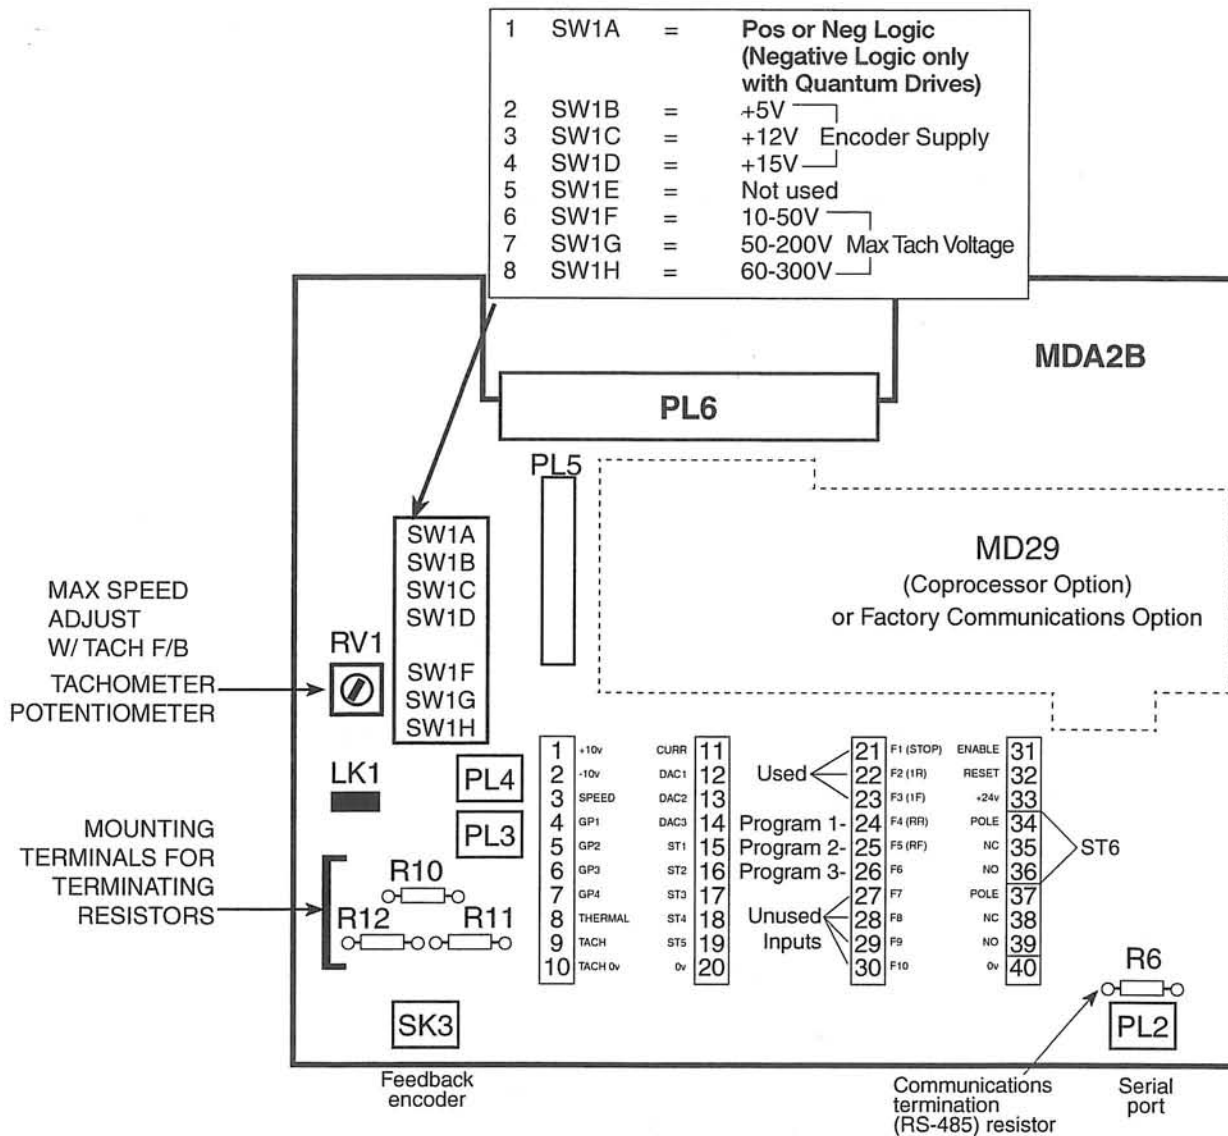 1 SW1A = Pos or Neg Logic
(Negative Logic only
with Quantum Drives)
2 SW1B = +5V
3 SW1C = +12V Encoder Supply
4 SW1D = +15V
5 SW1E = Not used
6 SW1F = 10-50V
7 SW1G = 50-200V Max Tach Voltage
8 SW1H = 60-300V
MDA2B
PL6
PL5
MD29
(Coprocessor Option)
or Factory Communications Option
SW1A
SW1B
SW1C
SW1D
SW1F
SW1G
SW1H
MAX SPEED
ADJUST
W/ TACH F/B
RV1
TACHOMETER
POTENTIOMETER
LK1
PL4
PL3
MOUNTING
TERMINALS FOR
TERMINATING
RESISTORS
R10
R12 R11
SK3
Feedback
encoder
1 +10v CURR 11
2 -10v DAC1 12
3 SPEED DAC2 13
4 GP1 DAC3 14
5 GP2 ST1 15
6 GP3 ST2 16
7 GP4 ST3 17
8 THERMAL ST4 18
9 TACH ST5 19
10 TACH 0v 0v 20
Used
Program 1-
Program 2-
Program 3-
Unused
Inputs
21 F1 (STOP) ENABLE 31
22 F2 (1R) RESET 32
23 F3 (1F) +24v 33
24 F4 (RR) POLE 34
25 F5 (RF) NC 35
26 F6 NO 36
27 F7 POLE 37
28 F8 NC 38
29 F9 NO 39
30 F10 0v 40
ST6
R6
PL2
Communications
termination
(RS-485) resistor
Serial
port